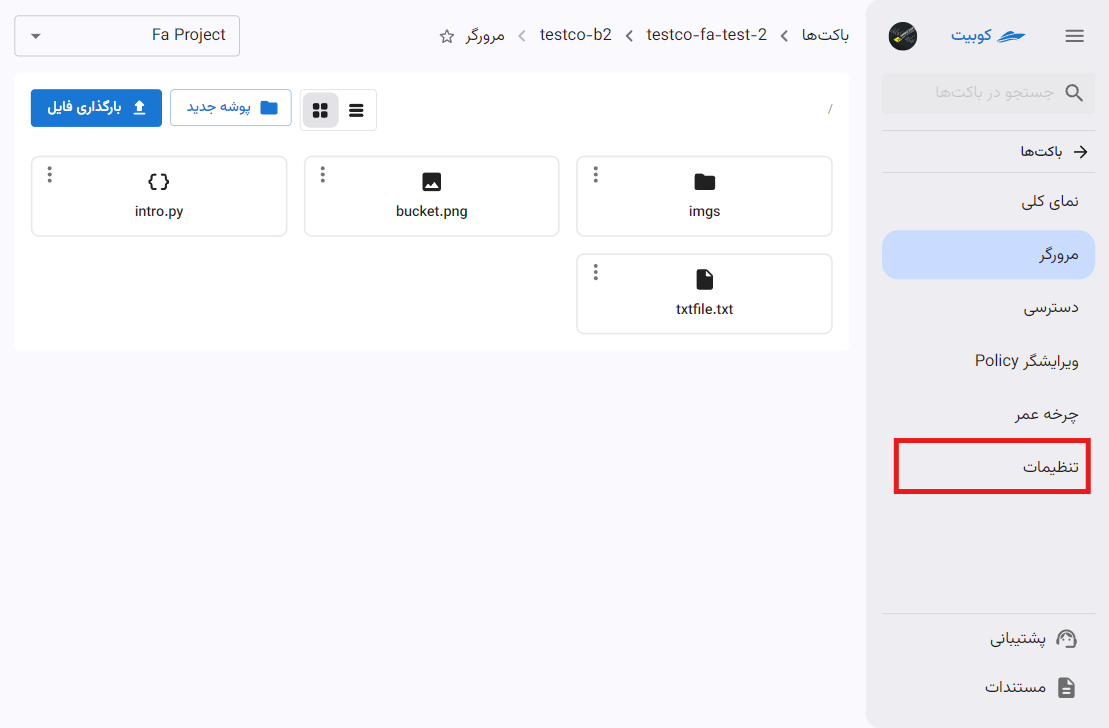 کوبیت
جستجو در باکت‌ها
باکت‌ها
نمای کلی
مرورگر
دسترسی
ویرایشگر Policy
چرخه عمر
تنظیمات
پشتیبانی
مستندات
باکت‌ها > testco-fa-test-2 > testco-b2 > مرورگر
Fa Project
/
پوشه جدید
بارگذاری فایل
imgs
bucket.png
intro.py
txtfile.txt